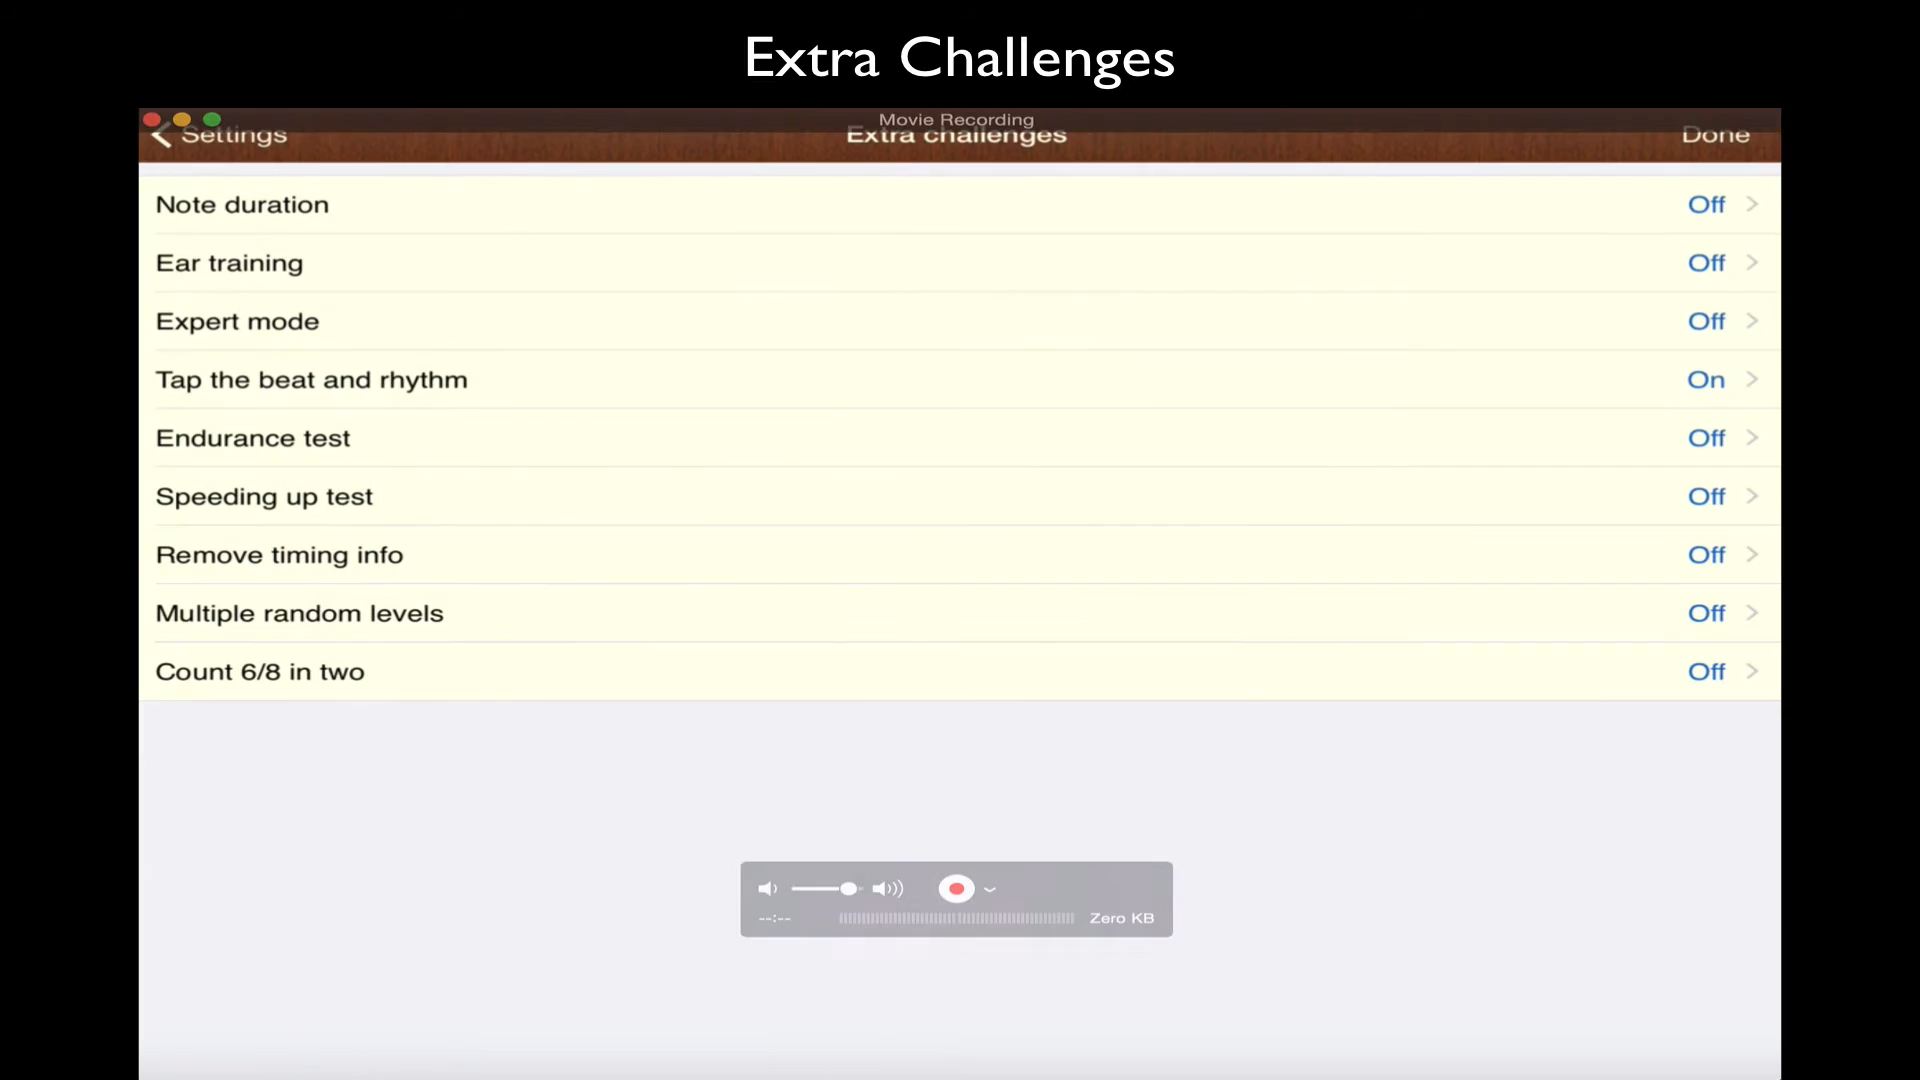 Extra Challenges
Movie Recording
Settings
Extra challenges
Done
Note duration Off
Ear training Off
Expert mode Off
Tap the beat and rhythm On
Endurance test Off
Speeding up test Off
Remove timing info Off
Multiple random levels Off
Count 6/8 in two Off
--:-- Zero KB